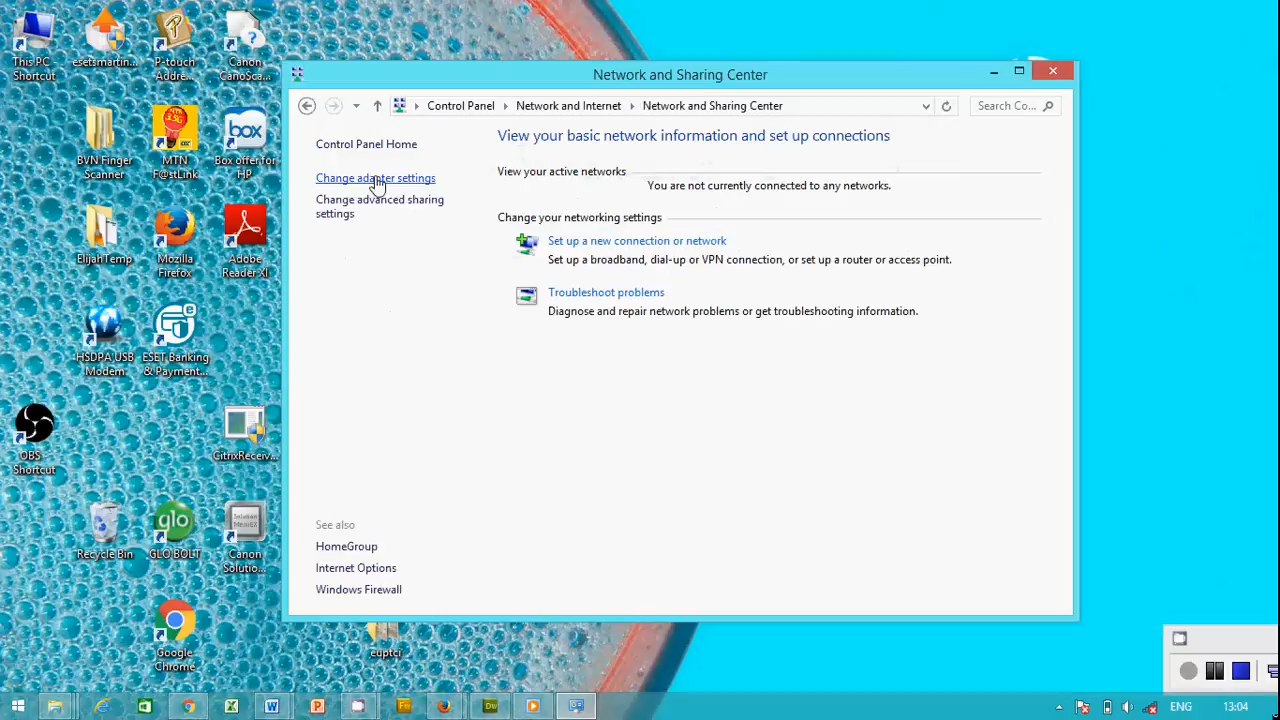 This PC
Shortcut
esetsmartin...
P-touch
Addre...
Canon
CanoSca...
BVN Finger
Scanner
MTN
F@stLink
Box offer for
HP
ElijahTemp
Mozilla
Firefox
Adobe
Reader XI
HSDPA USB
Modem
ESET Banking
& Payment...
OBS
Shortcut
CitrixReceiv...
Recycle Bin
GLO BOLT
Canon
Solutio...
Google
Chrome
euptci
box
glo
Network and Sharing Center
Control Panel
Network and Internet
Network and Sharing Center
Search Co...
Control Panel Home
Change adapter settings
Change advanced sharing
settings
View your basic network information and set up connections
View your active networks
You are not currently connected to any networks.
Change your networking settings
Set up a new connection or network
Set up a broadband, dial-up or VPN connection, or set up a router or access point.
Troubleshoot problems
Diagnose and repair network problems or get troubleshooting information.
See also
HomeGroup
Internet Options
Windows Firewall
ENG
13:04